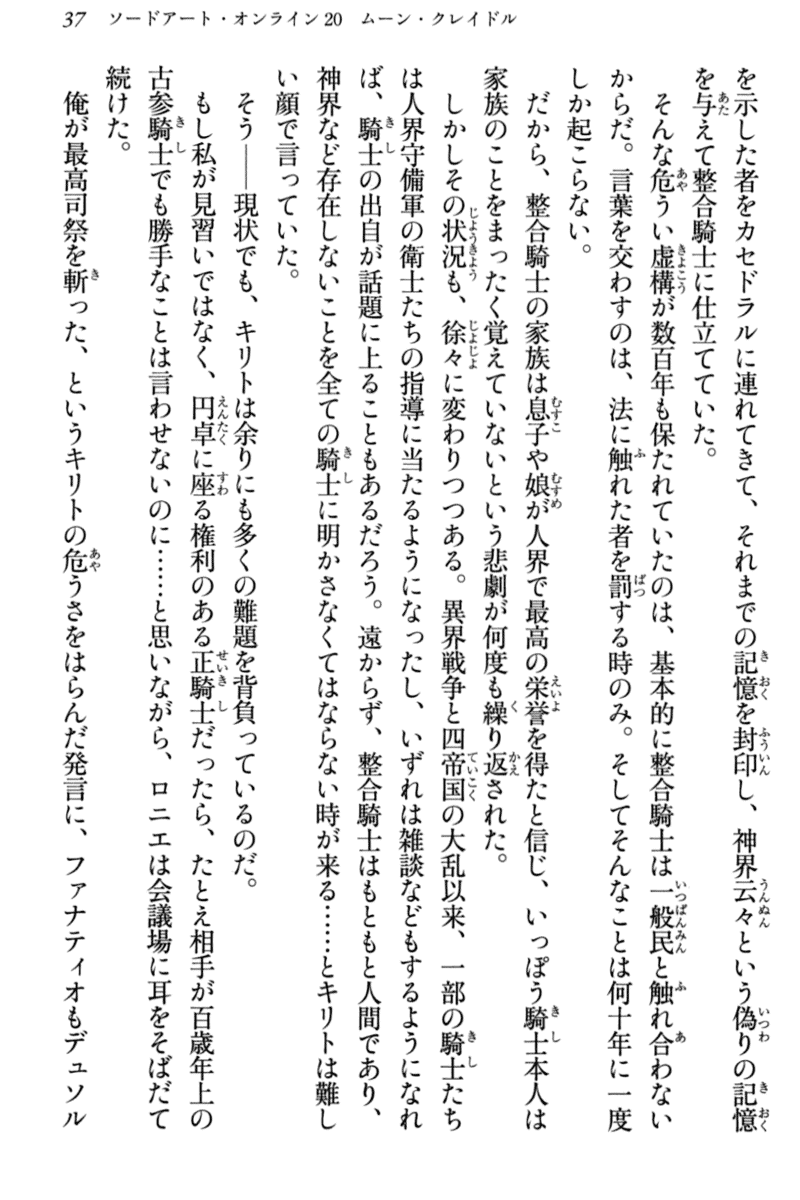 37　ソードアート・オンライン20　ムーン・クレイドル
を示した者をカセドラルに連れてきて、それまでの記憶を封印し、神界云々という偽りの記憶
を与えて整合騎士に仕立てていた。
　そんな危うい虚構が数百年も保たれていたのは、基本的に整合騎士は一般民と触れ合わない
からだ。言葉を交わすのは、法に触れた者を罰する時のみ。そしてそんなことは何十年に一度
しか起こらない。
　だから、整合騎士の家族は息子や娘が人界で最高の栄誉を得たと信じ、いっぽう騎士本人は
家族のことをまったく覚えていないという悲劇が何度も繰り返された。
　しかしその状況も、徐々に変わりつつある。異界戦争と四帝国の大乱以来、一部の騎士たち
は人界守備軍の衛士たちの指導に当たるようになったし、いずれは雑談などもするようになれ
ば、騎士の出自が話題に上ることもあるだろう。遠からず、整合騎士はもともと人間であり、
神界など存在しないことを全ての騎士に明かさなくてはならない時が来る……とキリトは難し
い顔で言っていた。
　そう――現状でも、キリトは余りにも多くの難題を背負っているのだ。
　もし私が見習いではなく、円卓に座る権利のある正騎士だったら、たとえ相手が百歳年上の
古参騎士でも勝手なことは言わせないのに……と思いながら、ロニエは会議場に耳をそばだて
続けた。
　俺が最高司祭を斬った、というキリトの危うさをはらんだ発言に、ファナティオもデュソル